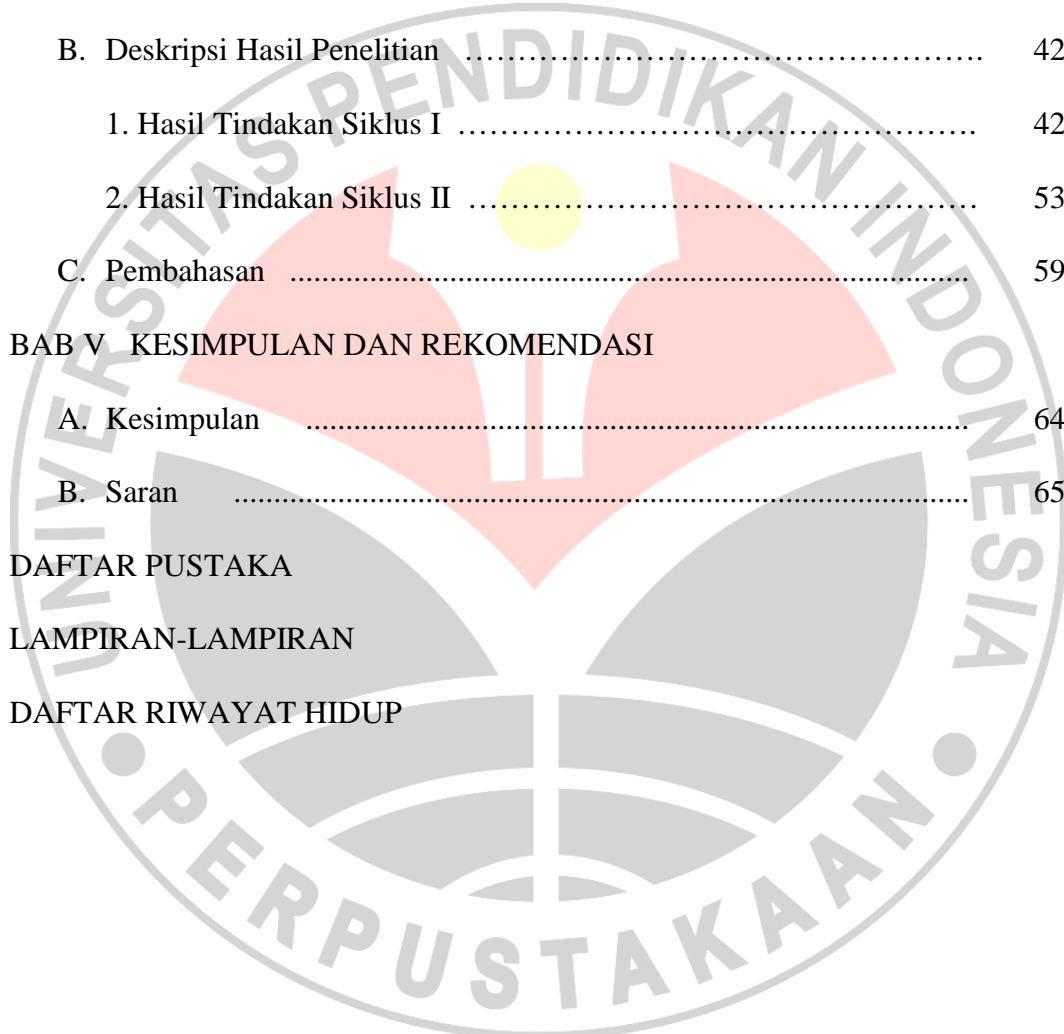 B. Deskripsi Hasil Penelitian …………………………………………. 42
1. Hasil Tindakan Siklus I …………………………………………. 42
2. Hasil Tindakan Siklus II ………………………………………… 53
C. Pembahasan ...................................................................................... 59
BAB V KESIMPULAN DAN REKOMENDASI
A. Kesimpulan .................................................................................... 64
B. Saran ............................................................................................. 65
DAFTAR PUSTAKA
LAMPIRAN-LAMPIRAN
DAFTAR RIWAYAT HIDUP
UNIVERSITAS PENDIDIKAN INDONESIA
PERPUSTAKAAN